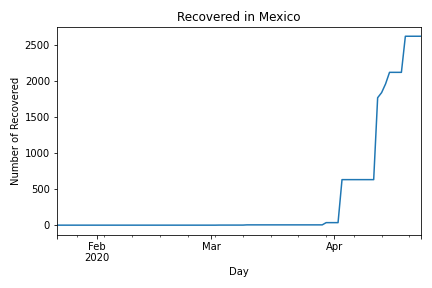 Recovered in Mexico
Number of Recovered
2500
2000
1500
1000
500
0
Feb
2020
Mar
Apr
Day